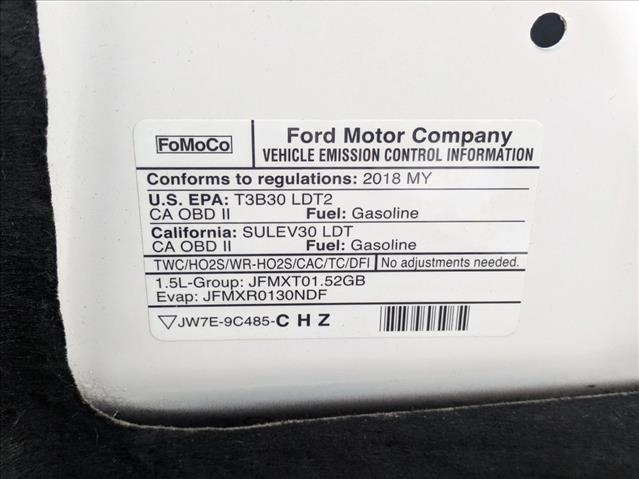 FoMoCo
Ford Motor Company
VEHICLE EMISSION CONTROL INFORMATION
Conforms to regulations: 2018 MY
U.S. EPA: T3B30 LDT2
CA OBD II Fuel: Gasoline
California: SULEV30 LDT
CA OBD II Fuel: Gasoline
TWC/HO2S/WR-HO2S/CAC/TC/DFI No adjustments needed.
1.5L-Group: JFMXT01.52GB
Evap: JFMXR0130NDF
▽JW7E-9C485-C H Z